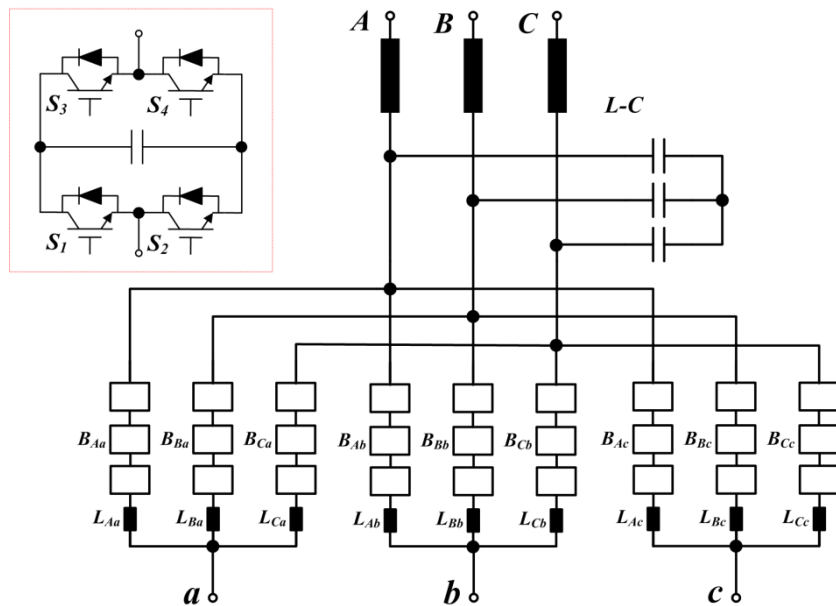 A B C
L-C
S3 S4
S1 S2
BAa BBa BCa BAb BBb BCb BAc BBc BCc
LAa LBa LCa LAb LBb LCb LAc LBc LCc
a b c